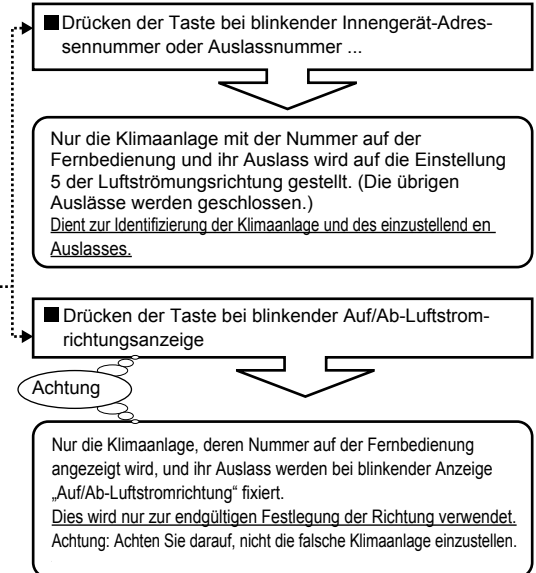 ■ Drücken der Taste bei blinkender Innengerät-Adres-
sennummer oder Auslassnummer ...
Nur die Klimaanlage mit der Nummer auf der
Fernbedienung und ihr Auslass wird auf die Einstellung
5 der Luftströmungsrichtung gestellt. (Die übrigen
Auslässe werden geschlossen.)
Dient zur Identifizierung der Klimaanlage und des einzustellend en
Auslasses.
■ Drücken der Taste bei blinkender Auf/Ab-Luftstrom-
richtungsanzeige
Achtung
Nur die Klimaanlage, deren Nummer auf der Fernbedienung
angezeigt wird, und ihr Auslass werden bei blinkender Anzeige
„Auf/Ab-Luftstromrichtung“ fixiert.
Dies wird nur zur endgültigen Festlegung der Richtung verwendet.
Achtung: Achten Sie darauf, nicht die falsche Klimaanlage einzustellen.